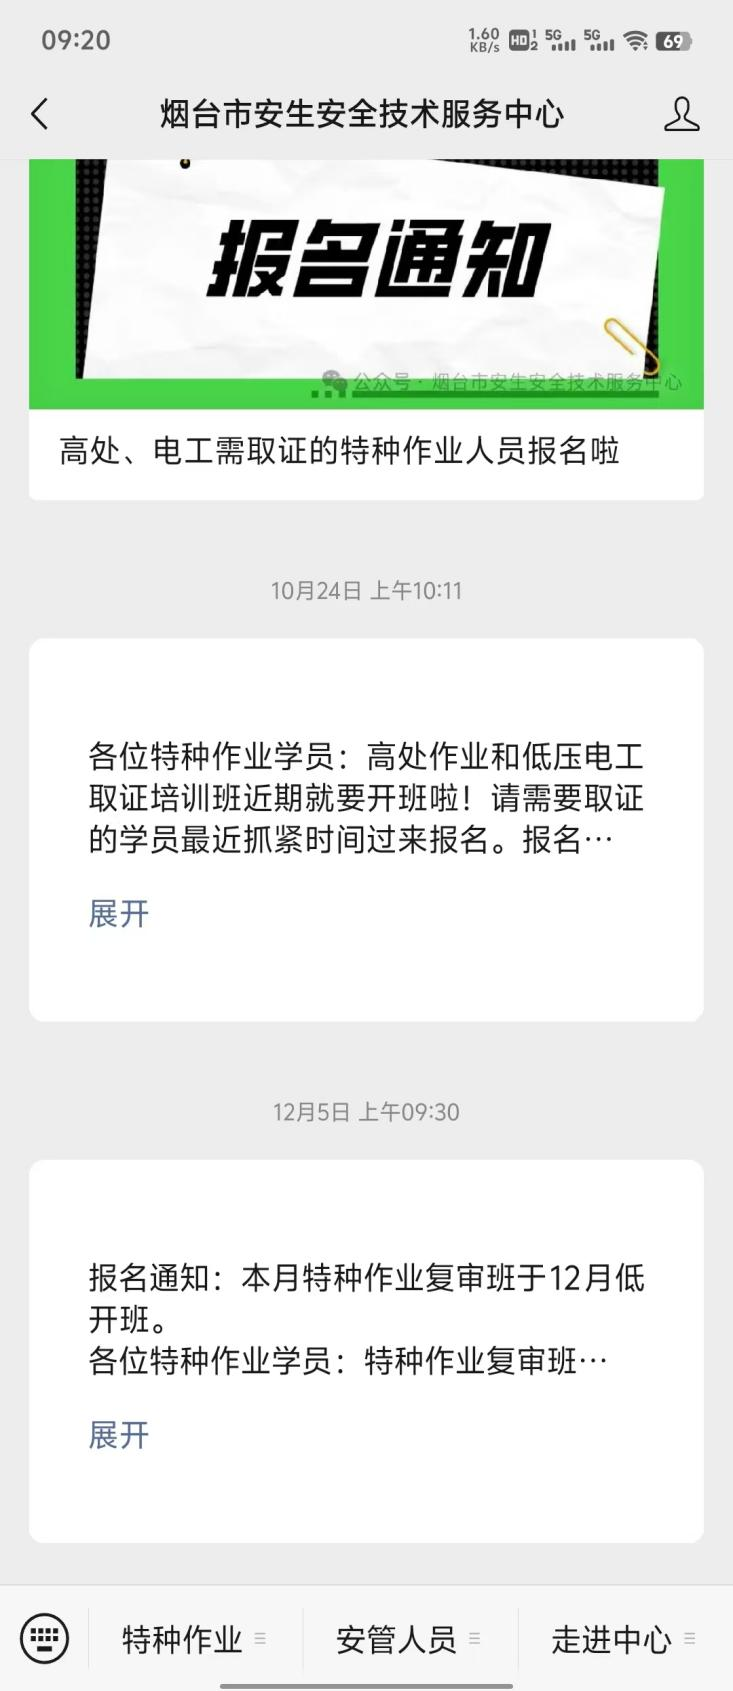 09:20
1.60
KB/s
HD 1 2
5G
5G
69
烟台市安生安全技术服务中心
报名通知
公众号 · 烟台市安生安全技术服务中心
高处、电工需取证的特种作业人员报名啦
10月24日 上午10:11
各位特种作业学员：高处作业和低压电工
取证培训班近期就要开班啦！请需要取证
的学员最近抓紧时间过来报名。报名…
展开
12月5日 上午09:30
报名通知：本月特种作业复审班于12月低
开班。
各位特种作业学员：特种作业复审班…
展开
特种作业
安管人员
走进中心